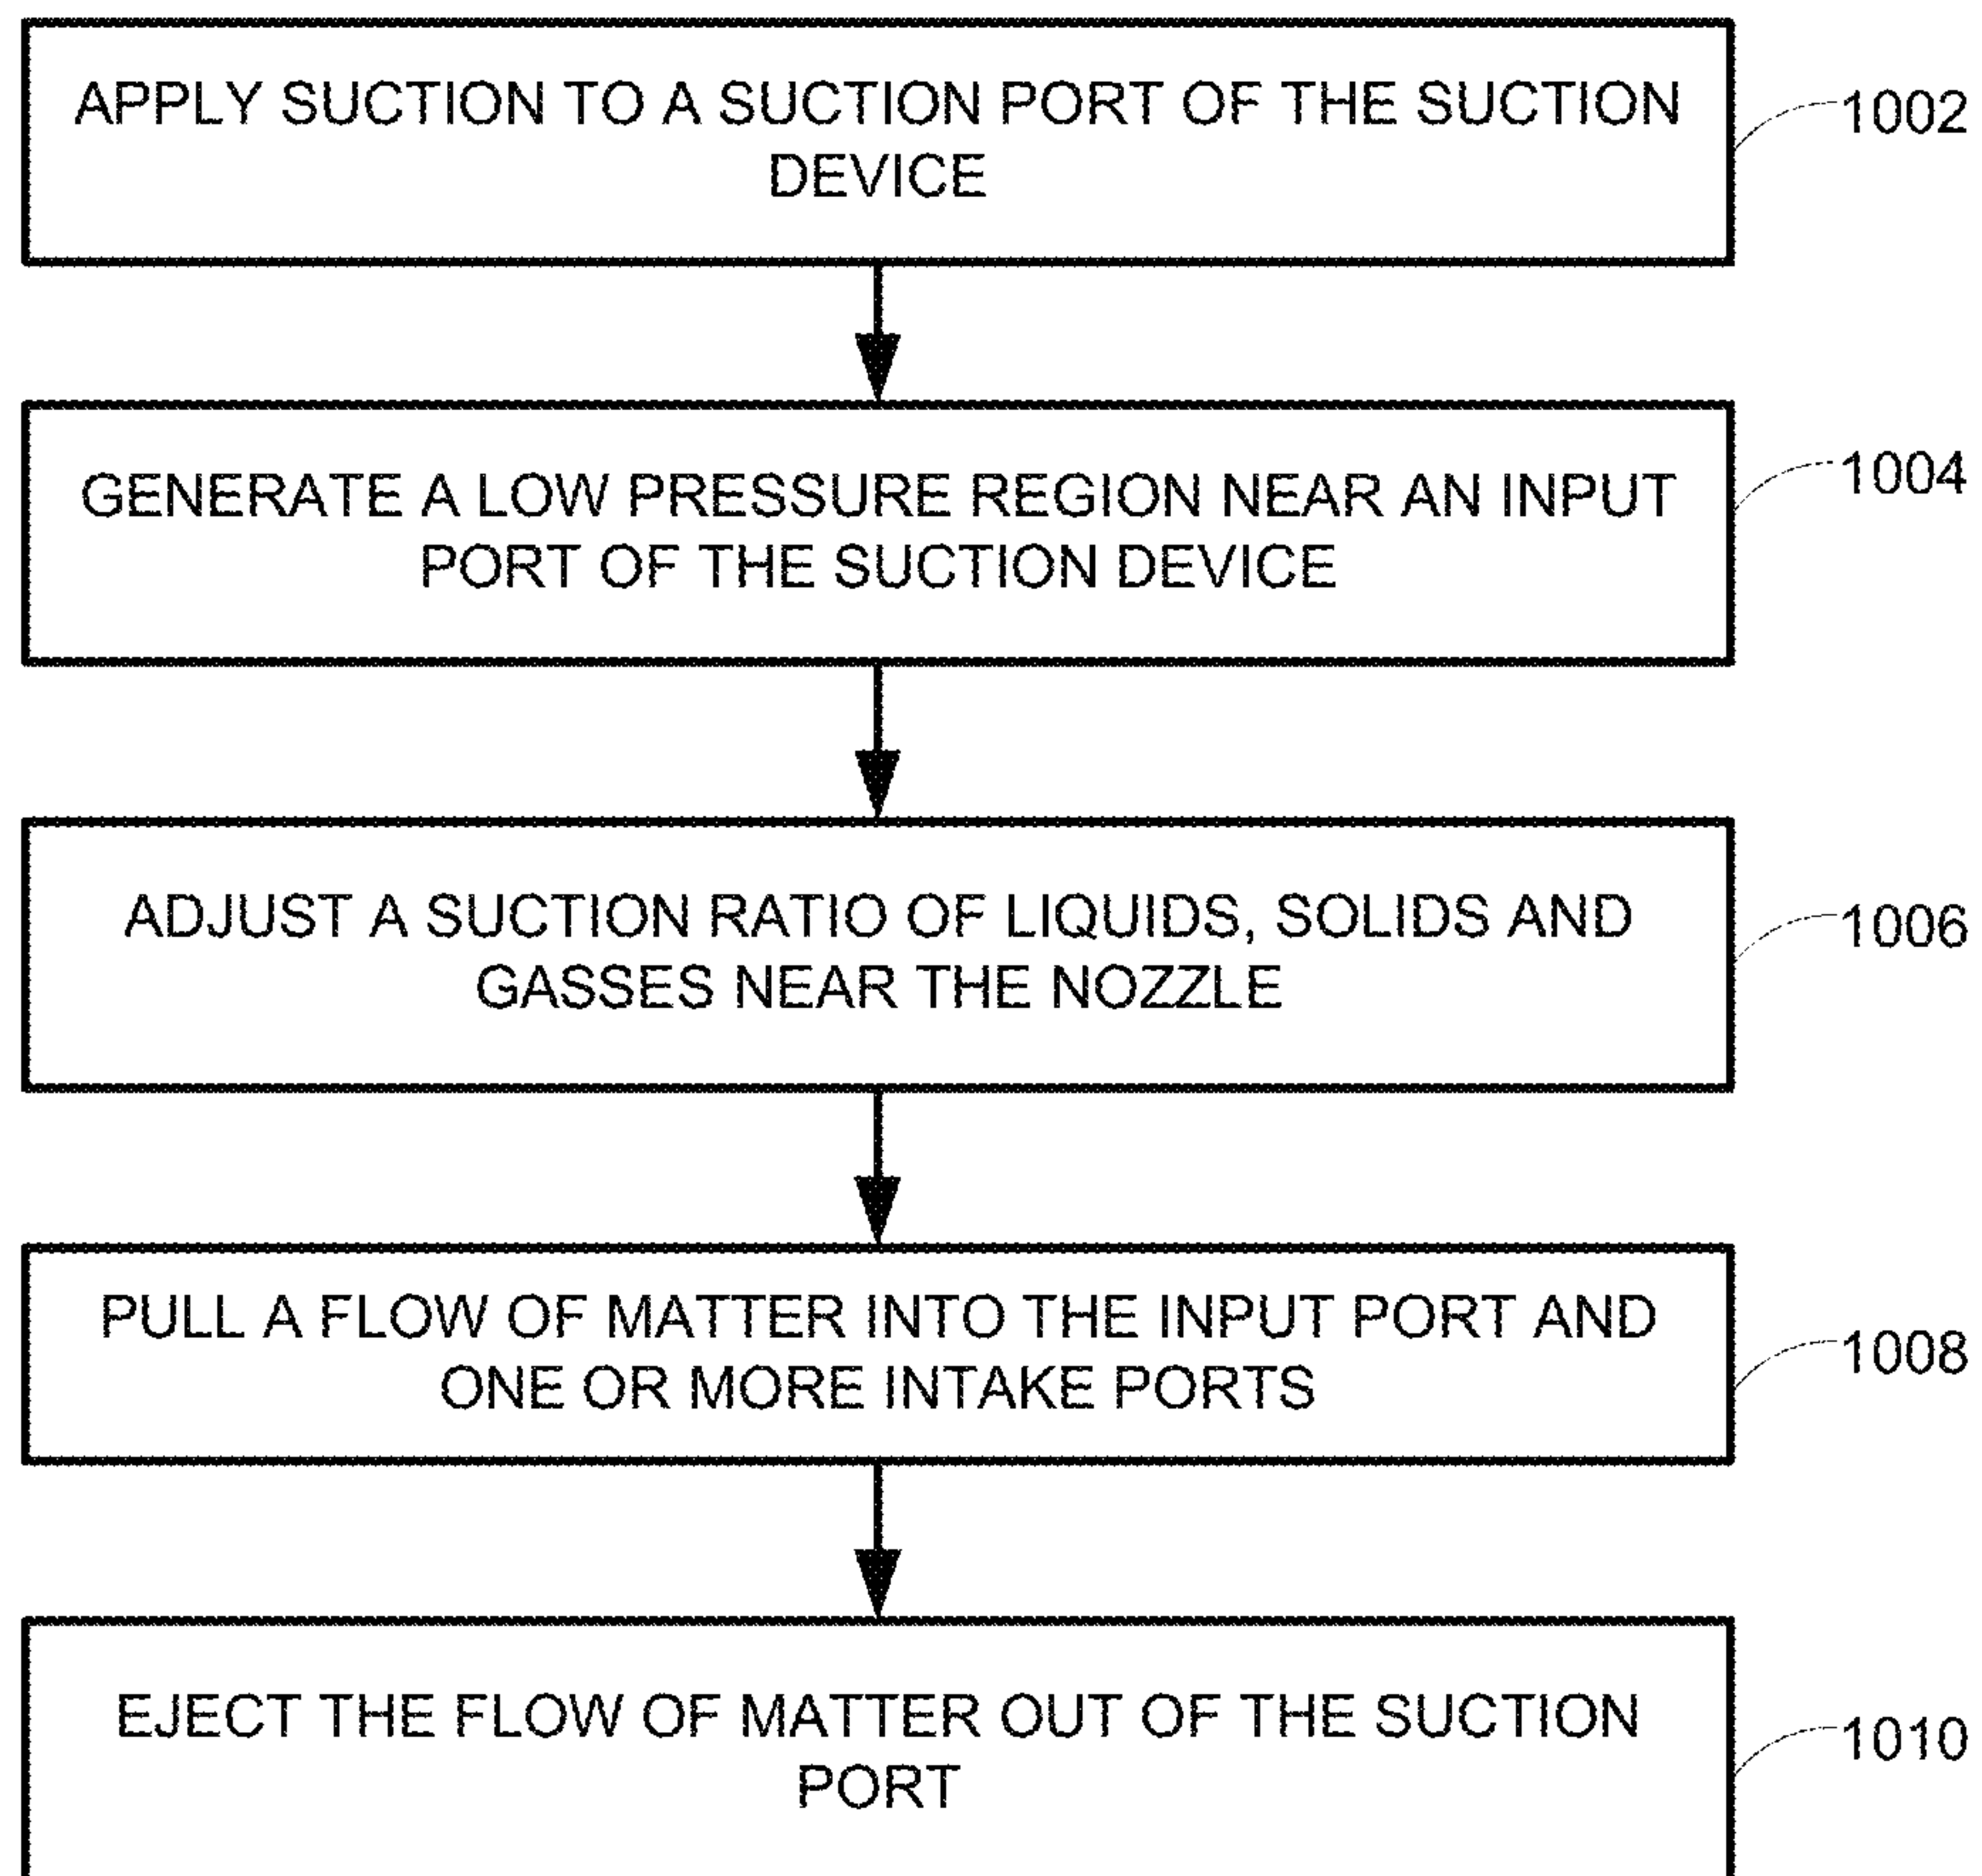 APPLY SUCTION TO A SUCTION PORT OF THE SUCTION
DEVICE
1002
GENERATE A LOW PRESSURE REGION NEAR AN INPUT
PORT OF THE SUCTION DEVICE
1004
ADJUST A SUCTION RATIO OF LIQUIDS, SOLIDS AND
GASSES NEAR THE NOZZLE
1006
PULL A FLOW OF MATTER INTO THE INPUT PORT AND
ONE OR MORE INTAKE PORTS
1008
EJECT THE FLOW OF MATTER OUT OF THE SUCTION
PORT
1010